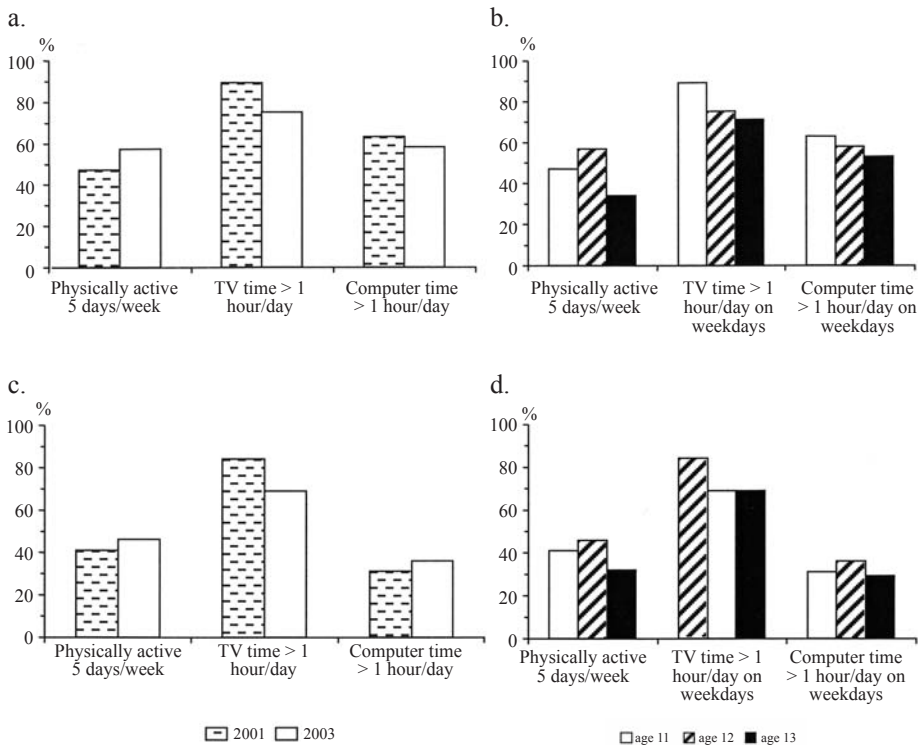 a.
%
100
80
60
40
20
0
Physically active
5 days/week
TV time > 1
hour/day
Computer time
> 1 hour/day
b.
%
100
80
60
40
20
0
Physically active
5 days/week
TV time > 1
hour/day on
weekdays
Computer time
> 1 hour/day on
weekdays
c.
%
100
80
60
40
20
0
Physically active
5 days/week
TV time > 1
hour/day
Computer time
> 1 hour/day
2001 2003
d.
%
100
80
60
40
20
0
Physically active
5 days/week
TV time > 1
hour/day on
weekdays
Computer time
> 1 hour/day on
weekdays
age 11 age 12 age 13